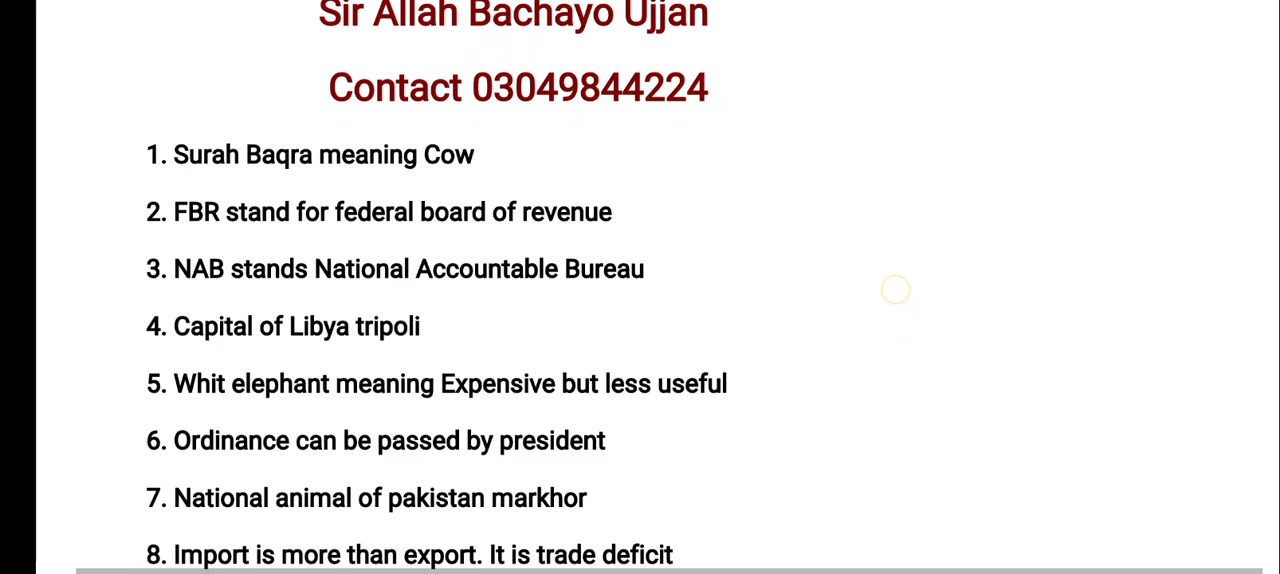 Sir Allah Bachayo Ujjan
Contact 03049844224
1. Surah Baqra meaning Cow
2. FBR stand for federal board of revenue
3. NAB stands National Accountable Bureau
4. Capital of Libya tripoli
5. Whit elephant meaning Expensive but less useful
6. Ordinance can be passed by president
7. National animal of pakistan markhor
8. Import is more than export. It is trade deficit